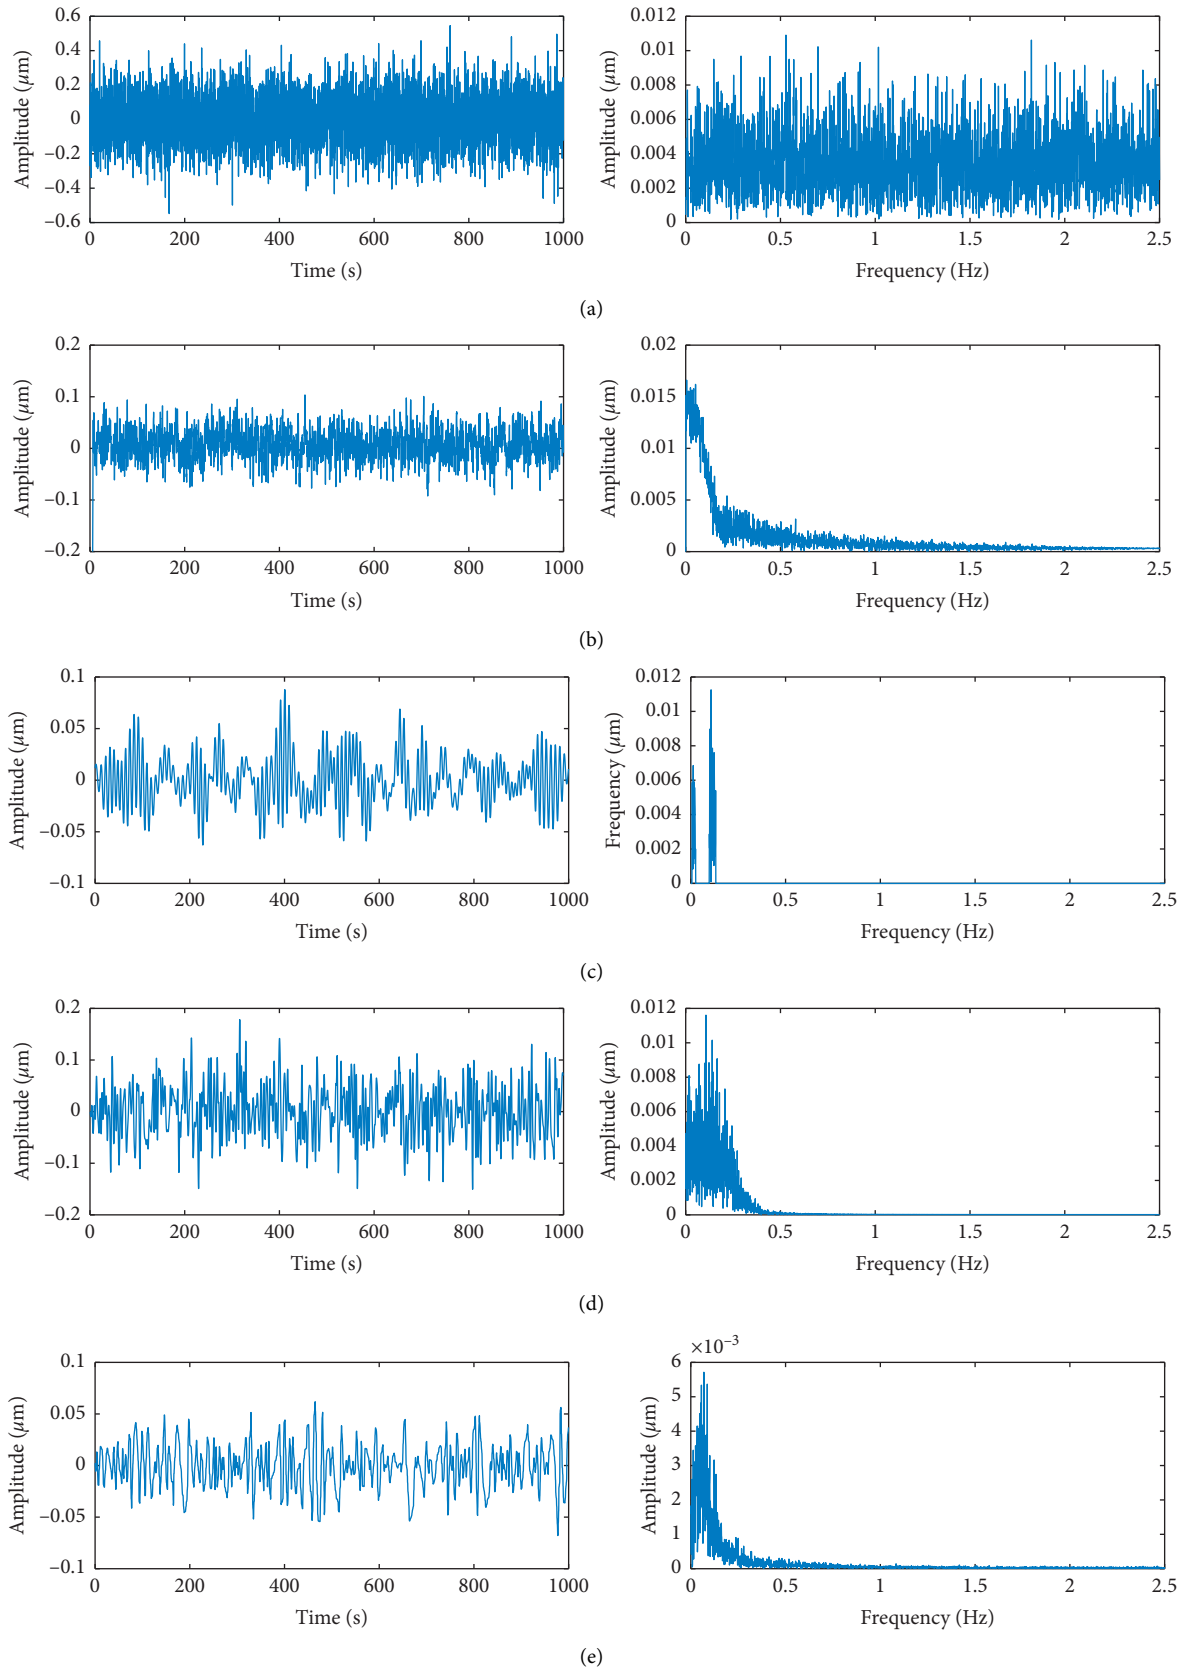 0.6
0.4
0.2
0
–0.2
–0.4
–0.6
Amplitude (μm)
0 200 400 600 800 1000
Time (s)
0.012
0.01
0.008
0.006
0.004
0.002
0
Amplitude (μm)
0 0.5 1 1.5 2 2.5
Frequency (Hz)
(a)
0.2
0.1
0
–0.1
–0.2
Amplitude (μm)
0 200 400 600 800 1000
Time (s)
0.02
0.015
0.01
0.005
0
Amplitude (μm)
0 0.5 1 1.5 2 2.5
Frequency (Hz)
(b)
0.1
0.05
0
–0.05
–0.1
Amplitude (μm)
0 200 400 600 800 1000
Time (s)
0.012
0.01
0.008
0.006
0.004
0.002
0
Frequency (μm)
0 0.5 1 1.5 2 2.5
Frequency (Hz)
(c)
0.2
0.1
0
–0.1
–0.2
Amplitude (μm)
0 200 400 600 800 1000
Time (s)
0.012
0.01
0.008
0.006
0.004
0.002
0
Amplitude (μm)
0 0.5 1 1.5 2 2.5
Frequency (Hz)
(d)
0.1
0.05
0
–0.05
–0.1
Amplitude (μm)
0 200 400 600 800 1000
Time (s)
×10⁻³
6
5
4
3
2
1
0
Amplitude (μm)
0 0.5 1 1.5 2 2.5
Frequency (Hz)
(e)